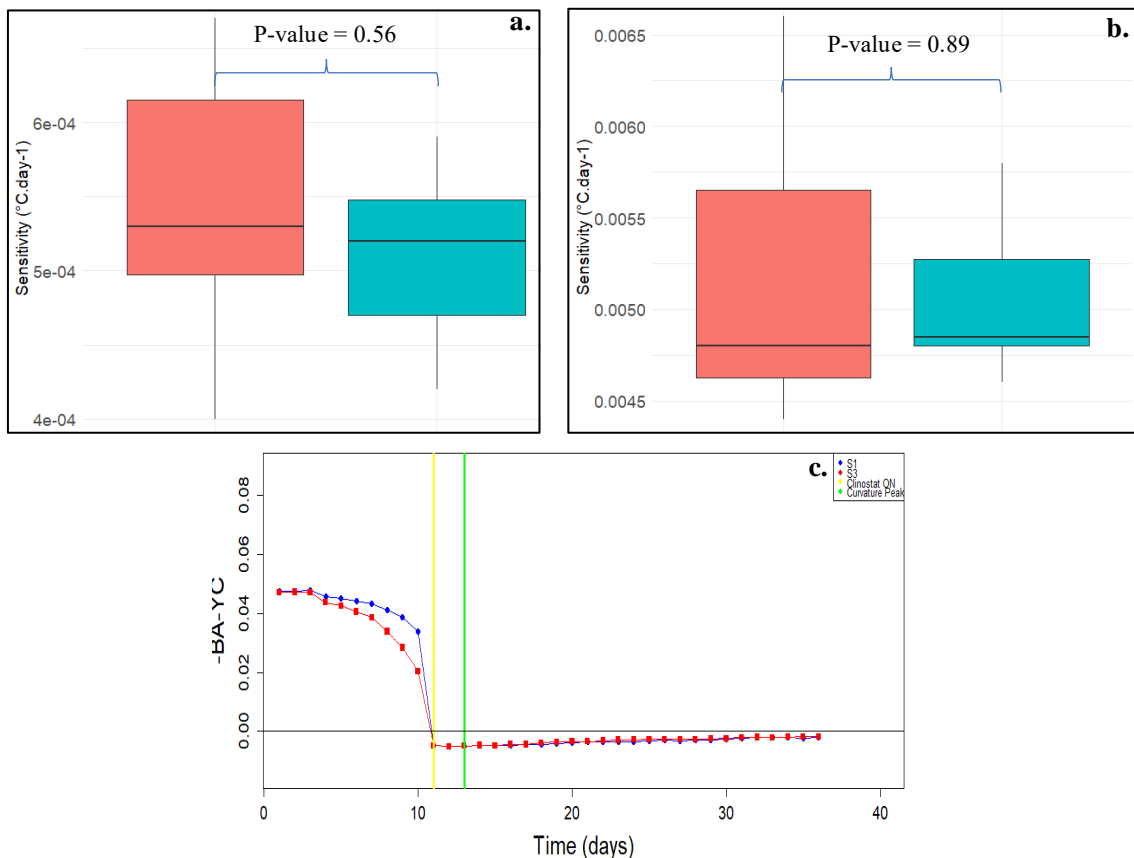 a.
P-value = 0.56
Sensitivity (°C.day-1)
6e-04
5e-04
4e-04
b.
P-value = 0.89
Sensitivity (°C.day-1)
0.0065
0.0060
0.0055
0.0050
0.0045
c.
S1
S3
Clinostat ON
Curvature Peak
-BA-YC
0.08
0.06
0.04
0.02
0.00
0 10 20 30 40
Time (days)